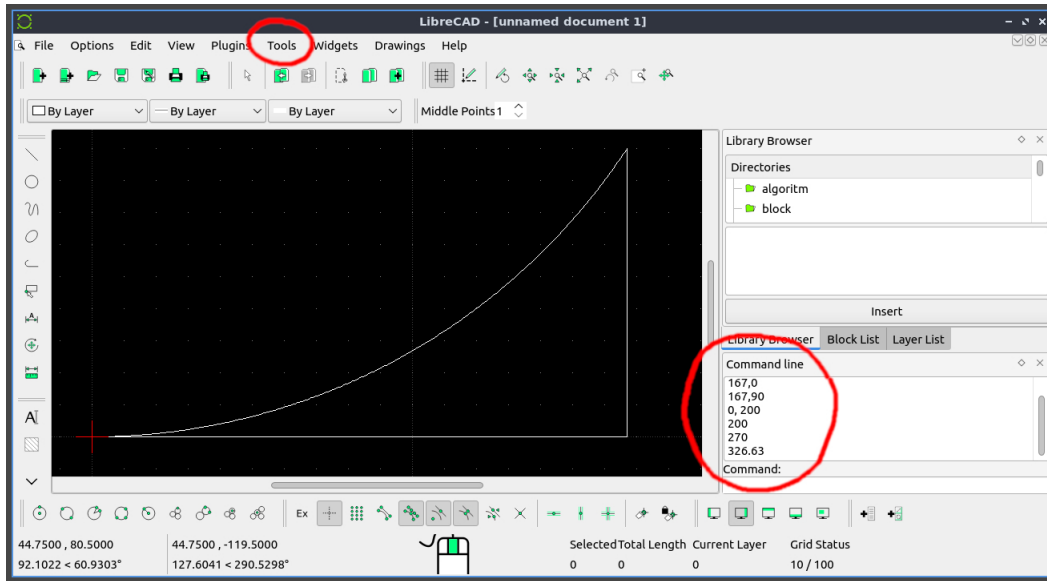 LibreCAD - [unnamed document 1]
File Options Edit View Plugins Tools Widgets Drawings Help
By Layer By Layer By Layer Middle Points 1
Library Browser
Directories
algoritm
block
Insert
Library Browser Block List Layer List
Command line
167,0
167,90
0, 200
200
270
326.63
Command:
A
Ex
44.7500 , 80.5000 44.7500 , -119.5000 Selected Total Length Current Layer Grid Status
92.1022 < 60.9303° 127.6041 < 290.5298° 0 0 0 10 / 100